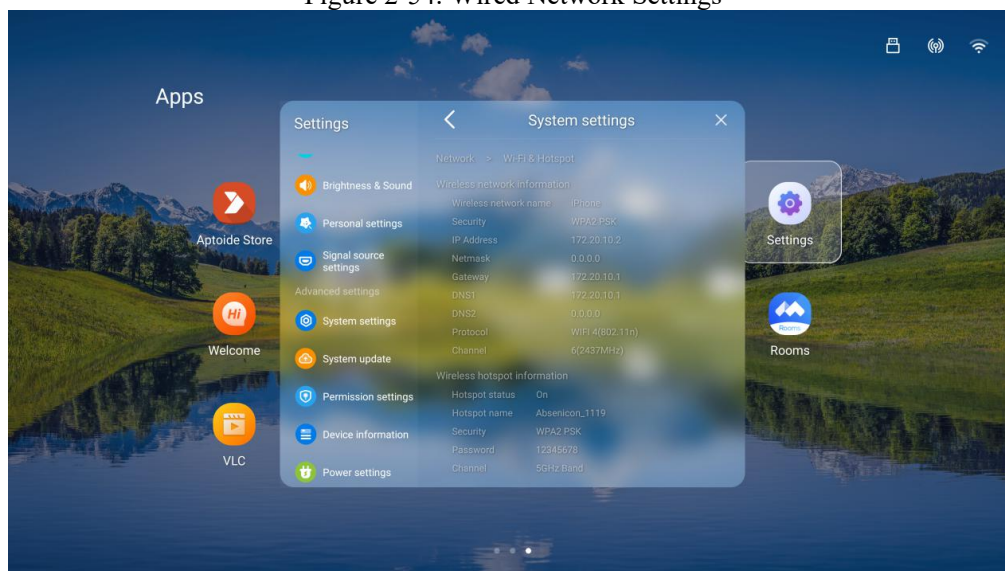 Figure 2-34. Wired Network Settings
Apps
Settings
System settings
Network > Wi-Fi & Hotspot
Wireless network information
Wireless network name iPhone
Security WPA2 PSK
IP Address 172.20.10.2
Netmask 0.0.0.0
Gateway 172.20.10.1
DNS1 172.20.10.1
DNS2 0.0.0.0
Protocol WIFI 4(802.11n)
Channel 6(2437MHz)
Wireless hotspot information
Hotspot status On
Hotspot name Absenicon_1119
Security WPA2 PSK
Password 12345678
Channel 5GHz Band
Brightness & Sound
Personal settings
Signal source
settings
Advanced settings
System settings
System update
Permission settings
Device information
Power settings
Aptoide Store
Hi
Welcome
VLC
Settings
Rooms
Rooms